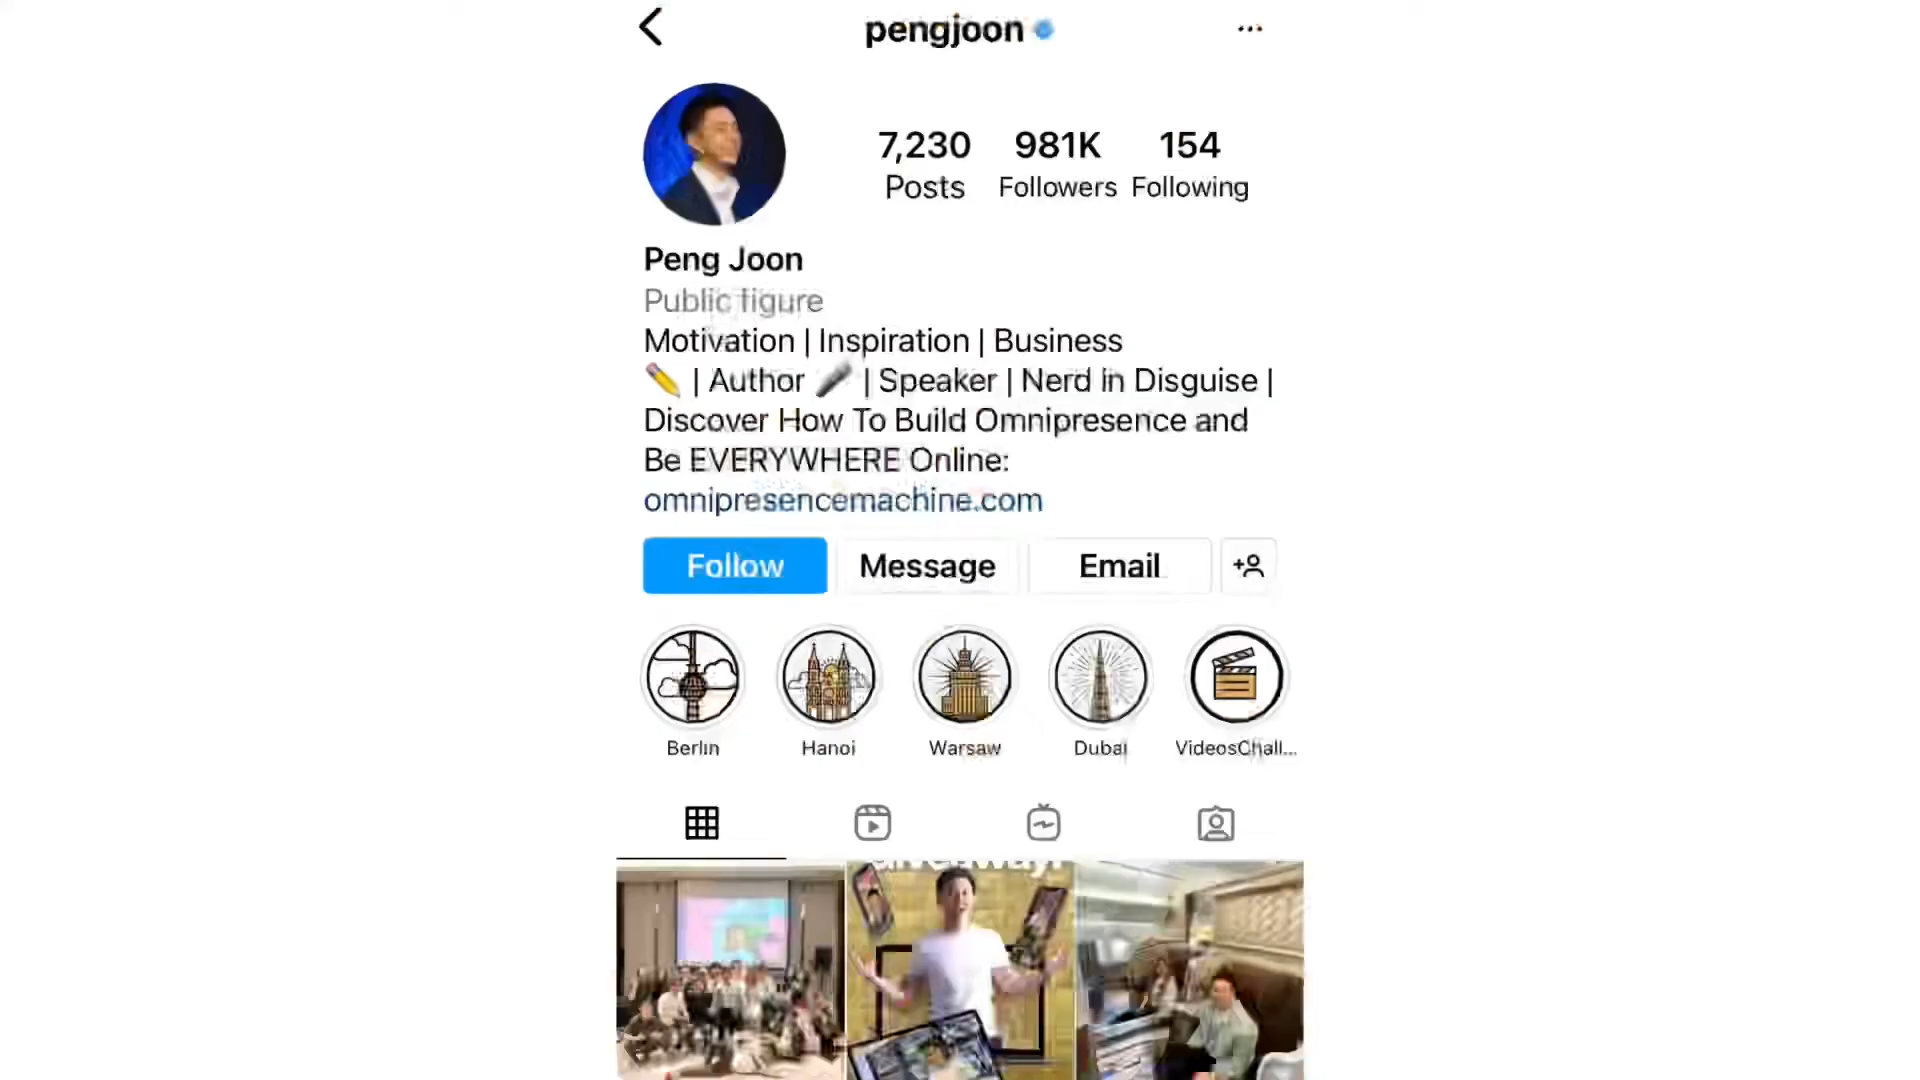 pengjoon
7,230 981K 154
Posts Followers Following
Peng Joon
Public figure
Motivation | Inspiration | Business
✏️ | Author 🎤 | Speaker | Nerd in Disguise |
Discover How To Build Omnipresence and
Be EVERYWHERE Online:
omnipresencemachine.com
Follow Message Email
Berlin Hanoi Warsaw Dubai VideosChall...